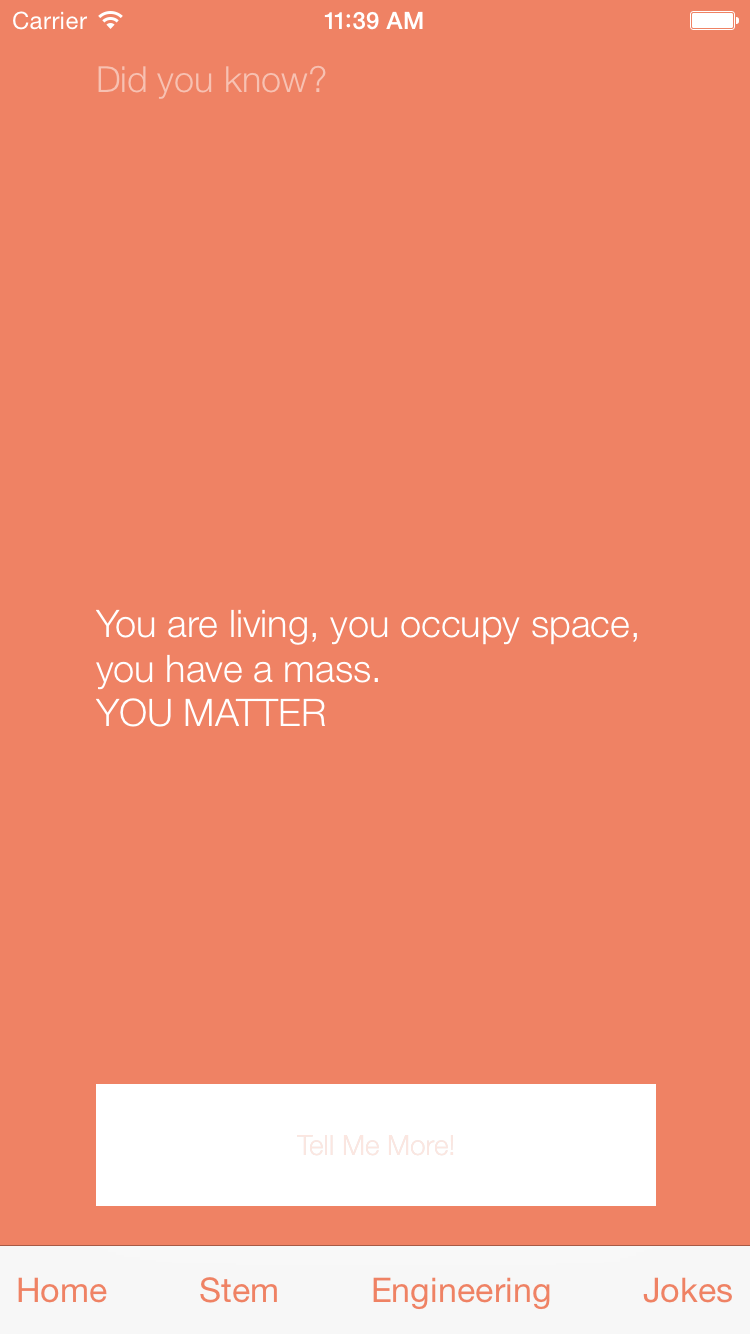 Carrier 11:39 AM
Did you know?
You are living, you occupy space,
you have a mass.
YOU MATTER
Tell Me More!
Home Stem Engineering Jokes